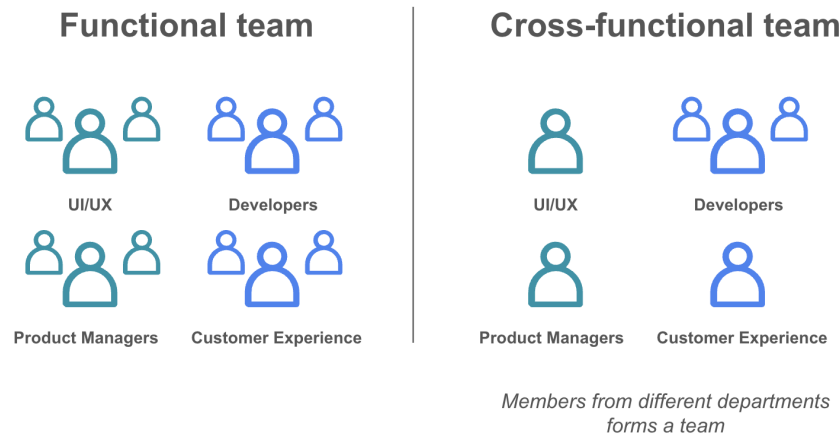 Functional team
UI/UX
Developers
Product Managers
Customer Experience
Cross-functional team
UI/UX
Developers
Product Managers
Customer Experience
Members from different departments
forms a team